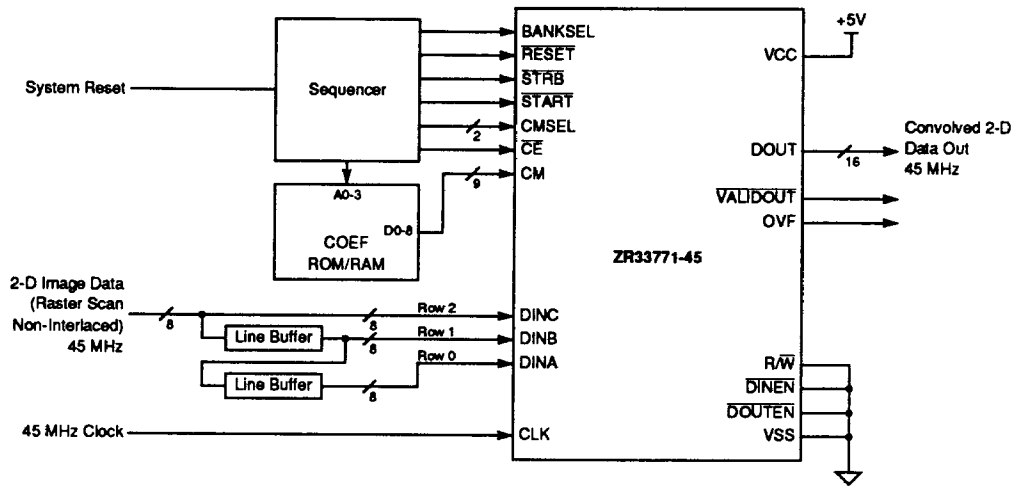 +5V
BANKSEL
RESET
VCC
System Reset
Sequencer
STRB
START
CMSEL
2
CE
CM
9
DOUT
16
Convolved 2-D
Data Out
45 MHz
A0-3
VALIDOUT
D0-8
OVF
COEF
ROM/RAM
ZR33771-45
2-D Image Data
(Raster Scan
Non-Interlaced)
45 MHz
8
8
Row 2
DINC
Line Buffer
8
Row 1
DINB
Line Buffer
8
Row 0
DINA
R/W
DINEN
DOUTEN
VSS
45 MHz Clock
CLK